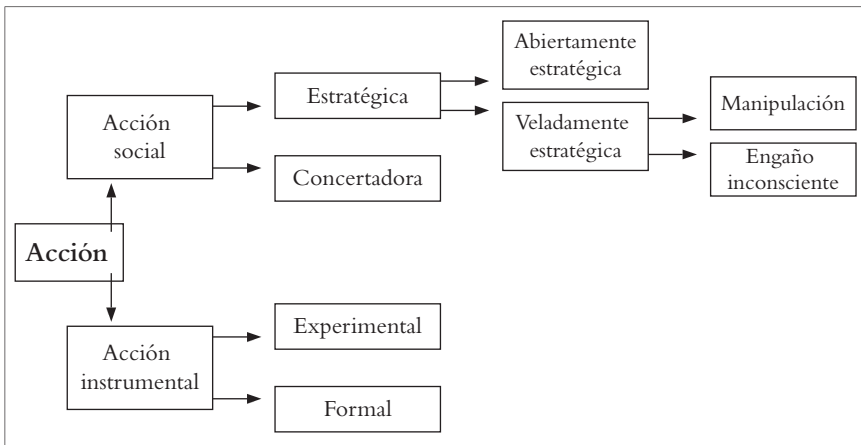 Abiertamente
estratégica
Estratégica
Manipulación
Acción
social
Veladamente
estratégica
Concertadora
Engaño
inconsciente
Acción
Experimental
Acción
instrumental
Formal